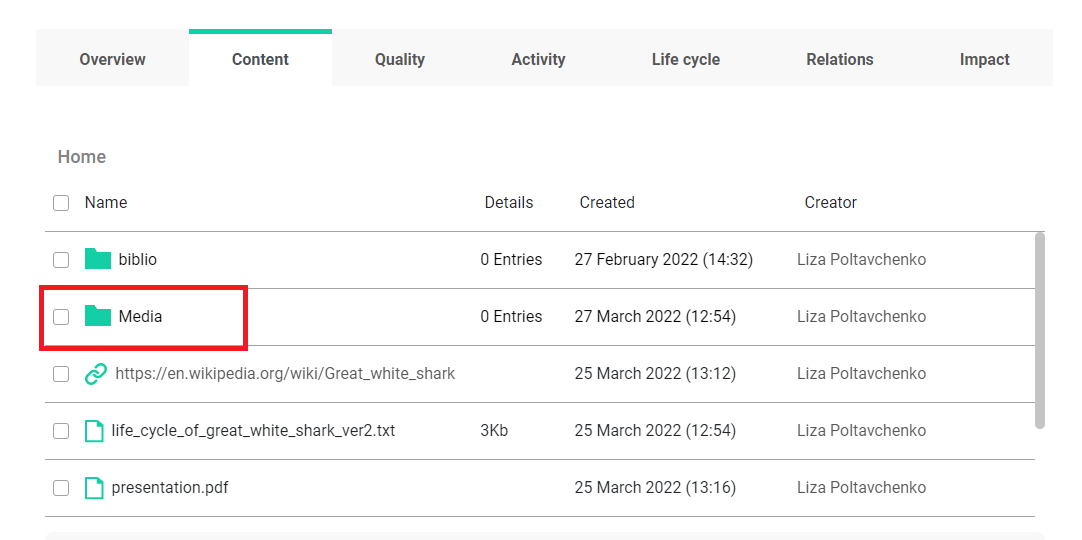 Overview Content Quality Activity Life cycle Relations Impact
Home
Name Details Created Creator
biblio 0 Entries 27 February 2022 (14:32) Liza Poltavchenko
Media 0 Entries 27 March 2022 (12:54) Liza Poltavchenko
https://en.wikipedia.org/wiki/Great_white_shark 25 March 2022 (13:12) Liza Poltavchenko
life_cycle_of_great_white_shark_ver2.txt 3Kb 25 March 2022 (12:54) Liza Poltavchenko
presentation.pdf 25 March 2022 (13:16) Liza Poltavchenko